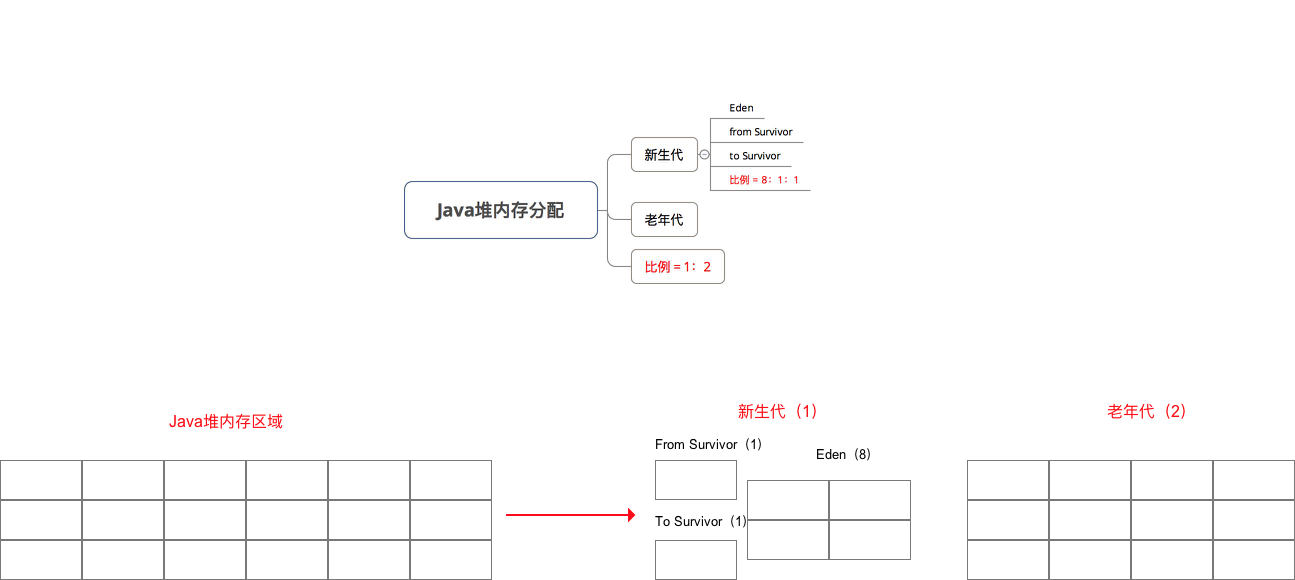 Eden
from Survivor
to Survivor
比例 = 8：1：1
新生代
Java堆内存分配
老年代
比例 = 1：2
Java堆内存区域
新生代（1）
老年代（2）
From Survivor（1）
Eden（8）
To Survivor（1）